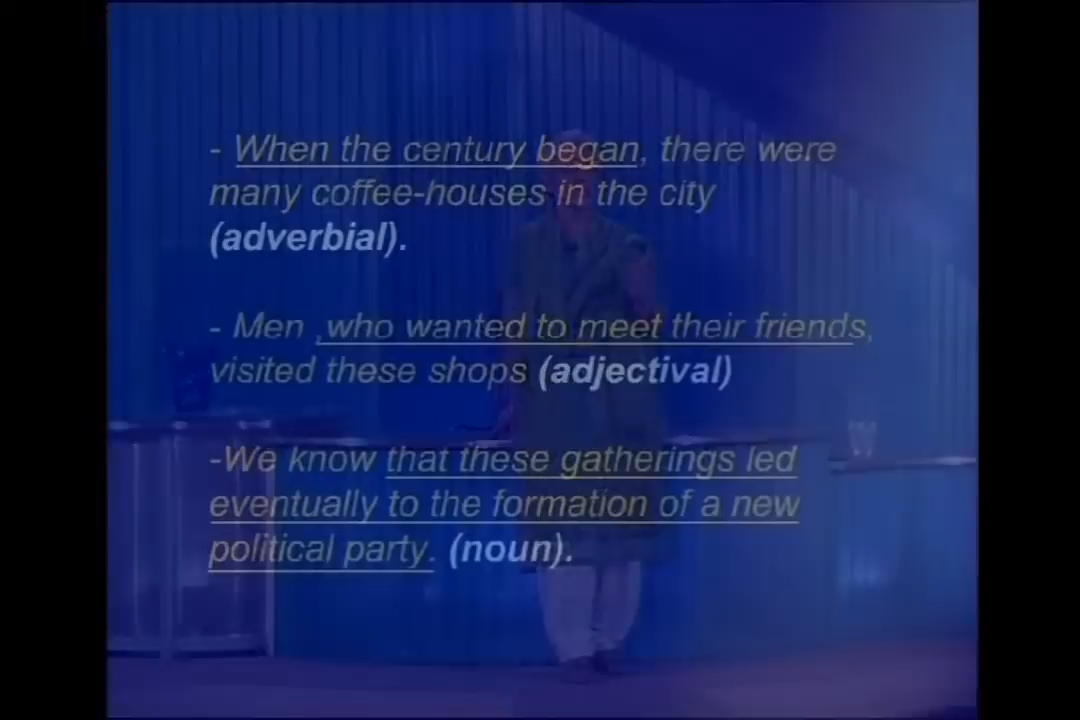 - When the century began, there were
many coffee-houses in the city
(adverbial).
- Men ,who wanted to meet their friends,
visited these shops (adjectival)
-We know that these gatherings led
eventually to the formation of a new
political party. (noun).